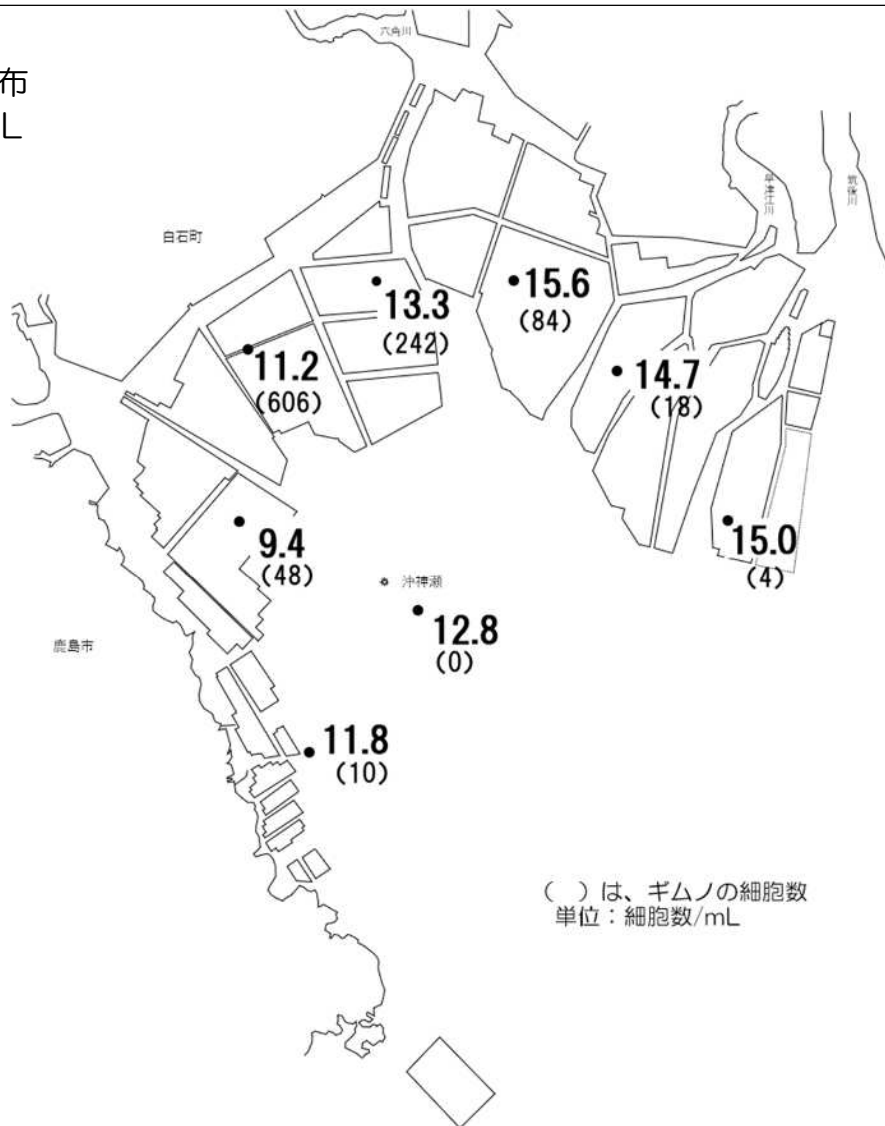 六角川
布
L
早津江川
筑後川
白石町
13.3
(242)
15.6
(84)
11.2
(606)
14.7
(18)
9.4
(48)
15.0
(4)
沖神瀬
12.8
(0)
鹿島市
11.8
(10)
( )は、ギムノの細胞数
単位：細胞数/mL